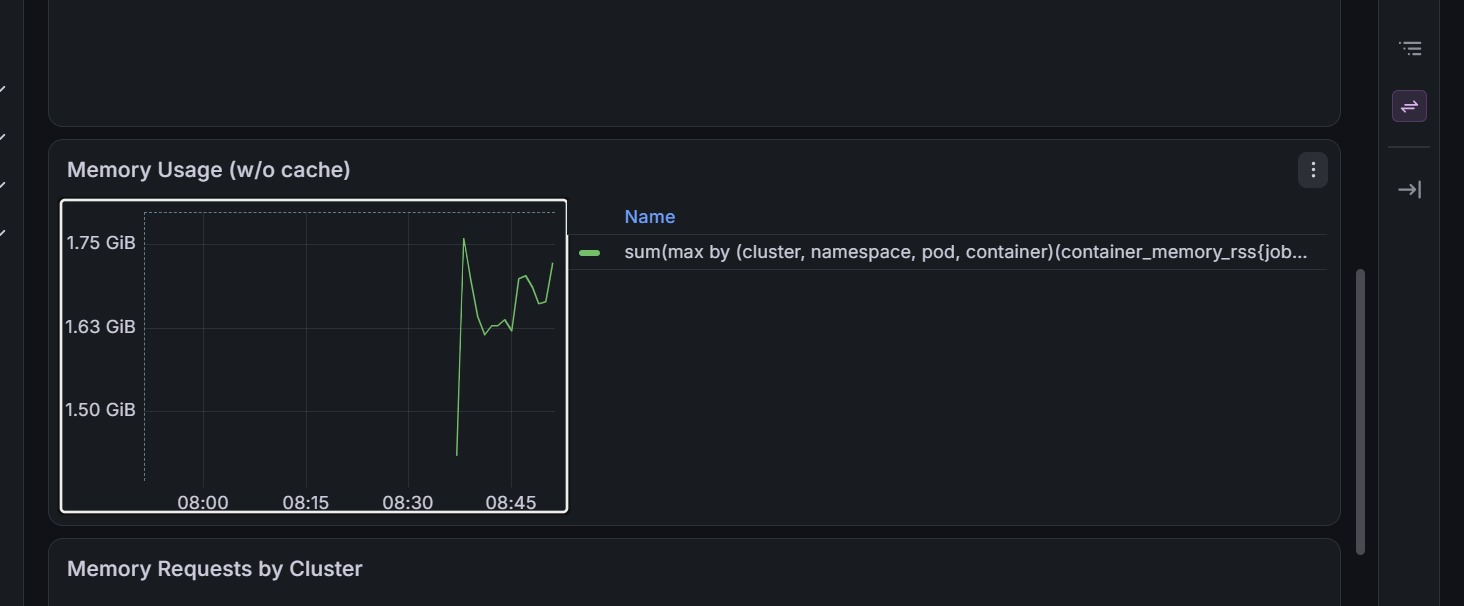 Memory Usage (w/o cache)
Name
sum(max by (cluster, namespace, pod, container)(container_memory_rss{job...
1.75 GiB
1.63 GiB
1.50 GiB
08:00 08:15 08:30 08:45
Memory Requests by Cluster